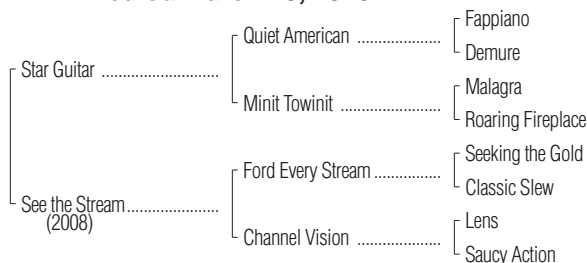 Fappiano
Quiet American ..........................
Demure
Star Guitar ...................................
Malagra
Minit Towinit ..............................
Roaring Fireplace
Seeking the Gold
Ford Every Stream ........................
Classic Slew
See the Stream ...........................
(2008)
Lens
Channel Vision .........................
Saucy Action